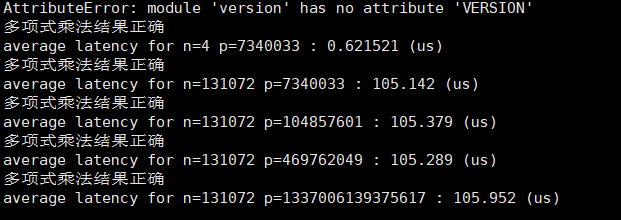 AttributeError: module 'version' has no attribute 'VERSION'
多项式乘法结果正确
average latency for n=4 p=7340033 : 0.621521 (us)
多项式乘法结果正确
average latency for n=131072 p=7340033 : 105.142 (us)
多项式乘法结果正确
average latency for n=131072 p=104857601 : 105.379 (us)
多项式乘法结果正确
average latency for n=131072 p=469762049 : 105.289 (us)
多项式乘法结果正确
average latency for n=131072 p=1337006139375617 : 105.952 (us)